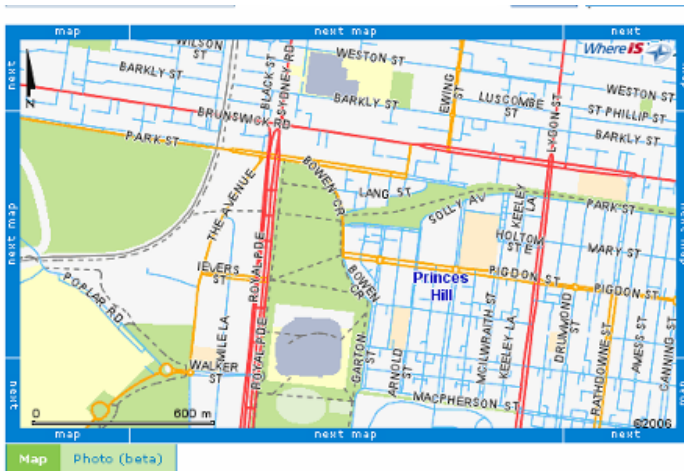 map
next map
next
WILSON ST
WESTON ST
Where iS
BARKLY ST
BLACK ST
SYDNEY RD
EWING ST
LUSCOMBE ST
WESTON ST
N
BARKLY ST
LYGON ST
ST PHILLIP ST
BRUNSWICK RD
BARKLY ST
PARK ST
BOWEN CR
LANG ST
THE AVENUE
SOLLY AV
KEELEY LA
PARK ST
next map
next map
HOLTOM ST E
MARY ST
ROYAL PDE
IEVERS ST
BOWEN CR
Princes Hill
PIGDON ST
PIGDON ST
POPLAR RD
MILE LA
WALKER ST
ROYAL PDE
GARTON ST
ARNOLD ST
MCILWRAITH ST
KEELEY LA
DRUMMOND ST
RATHDOWNE ST
AMESS ST
CANNING ST
MACPHERSON ST
next
0 600 m
©2006
next
map
next map
next
Map Photo (beta)